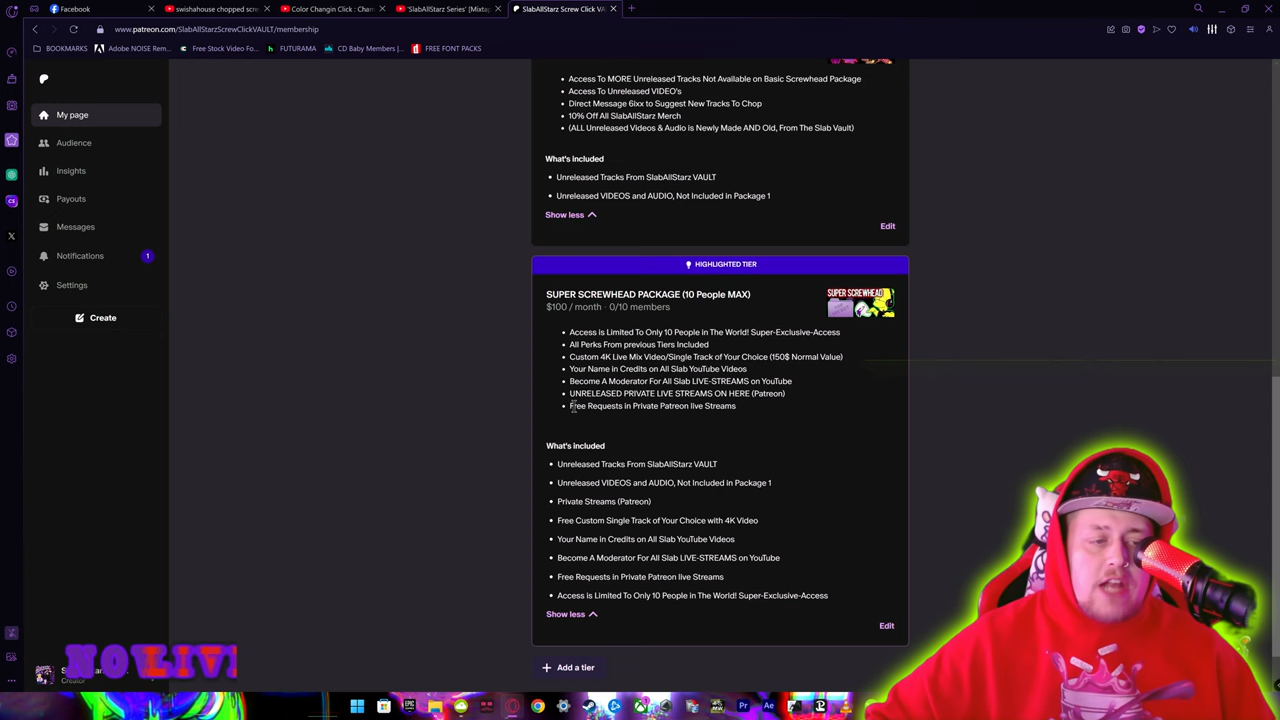 Facebook
swishahouse chopped scre
Color Changin Click : Cham
'SlabAllStarz Series' [Mixtap
SlabAllStarz Screw Click VA
www.patreon.com/SlabAllStarzScrewClickVAULT/membership
BOOKMARKS
Adobe NOISE Rem...
Free Stock Video Fo...
FUTURAMA
CD Baby Members |...
FREE FONT PACKS
My page
Audience
Insights
Payouts
Messages
Notifications
1
Settings
Create
Access To MORE Unreleased Tracks Not Available on Basic Screwhead Package
Access To Unreleased VIDEO's
Direct Message 6ixx to Suggest New Tracks To Chop
10% Off All SlabAllStarz Merch
(ALL Unreleased Videos & Audio is Newly Made AND Old, From The Slab Vault)
What's included
Unreleased Tracks From SlabAllStarz VAULT
Unreleased VIDEOS and AUDIO, Not Included in Package 1
Show less
Edit
HIGHLIGHTED TIER
SUPER SCREWHEAD PACKAGE (10 People MAX)
$100 / month · 0/10 members
SUPER SCREWHEAD
Access is Limited To Only 10 People in The World! Super-Exclusive-Access
All Perks From previous Tiers Included
Custom 4K Live Mix Video/Single Track of Your Choice (150$ Normal Value)
Your Name in Credits on All Slab YouTube Videos
Become A Moderator For All Slab LIVE-STREAMS on YouTube
UNRELEASED PRIVATE LIVE STREAMS ON HERE (Patreon)
Free Requests in Private Patreon live Streams
What's included
Unreleased Tracks From SlabAllStarz VAULT
Unreleased VIDEOS and AUDIO, Not Included in Package 1
Private Streams (Patreon)
Free Custom Single Track of Your Choice with 4K Video
Your Name in Credits on All Slab YouTube Videos
Become A Moderator For All Slab LIVE-STREAMS on YouTube
Free Requests in Private Patreon live Streams
Access is Limited To Only 10 People in The World! Super-Exclusive-Access
Show less
Edit
Add a tier
NOLIV
Creator